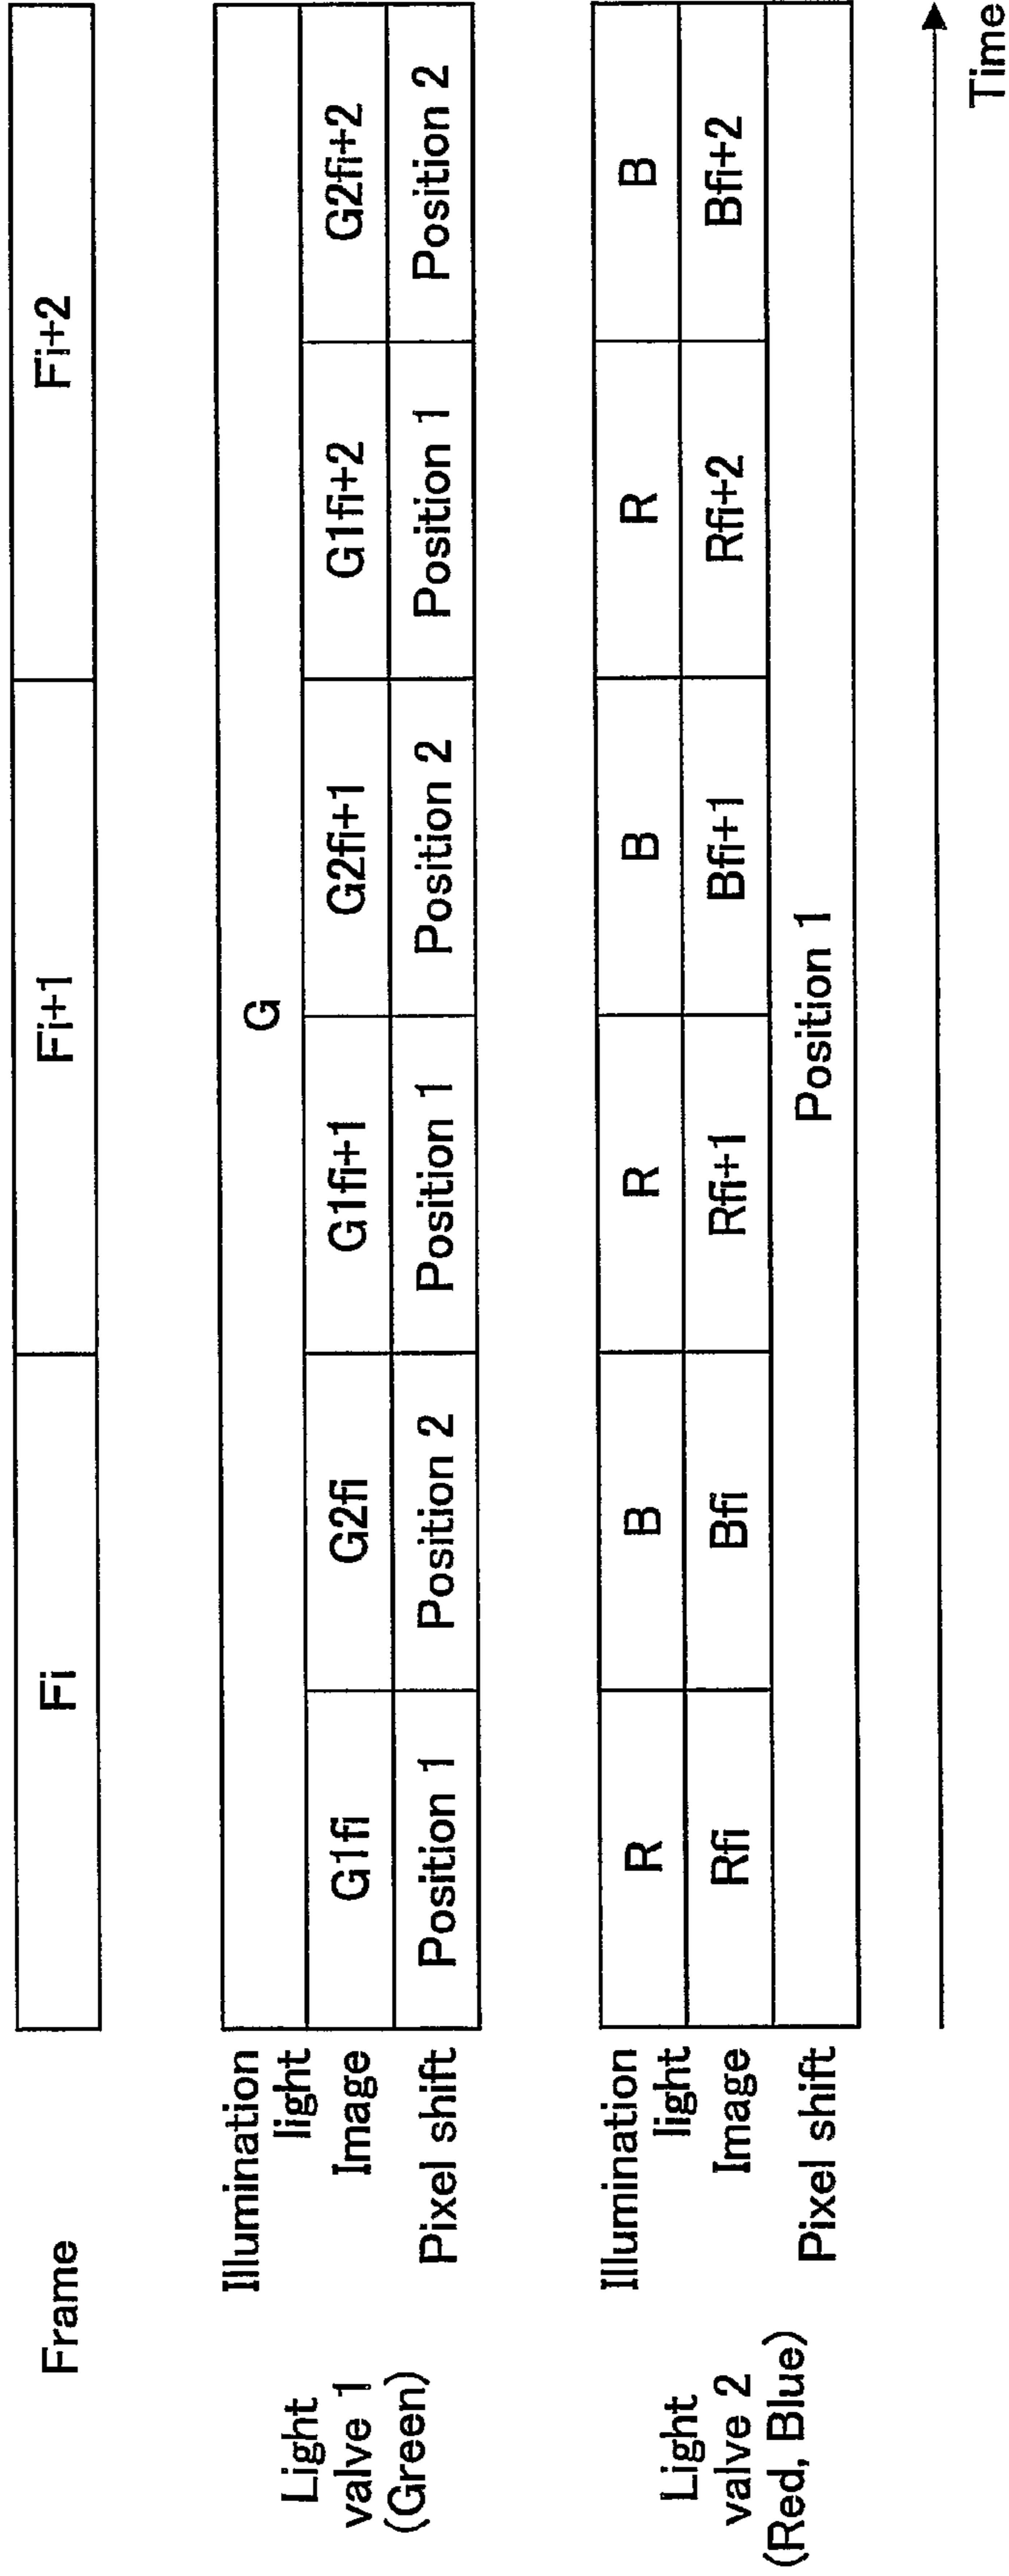 Frame
Fi
Fi+1
Fi+2
Light
valve 1
(Green)
Illumination
light
G
Image
G1fi
G2fi
G1fi+1
G2fi+1
G1fi+2
G2fi+2
Pixel shift
Position 1
Position 2
Position 1
Position 2
Position 1
Position 2
Light
valve 2
(Red, Blue)
Illumination
light
R
B
R
B
R
B
Image
Rfi
Bfi
Rfi+1
Bfi+1
Rfi+2
Bfi+2
Pixel shift
Position 1
Time